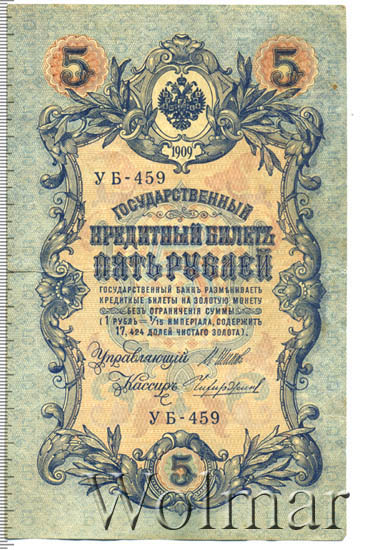 5 5
1909
УБ-459
ГОСУДАРСТВЕННЫЙ
КРЕДИТНЫЙ БИЛЕТЪ
ПЯТЬ РУБЛЕЙ
ГОСУДАРСТВЕННЫЙ БАНКЪ РАЗМѢНИВАЕТЪ
КРЕДИТНЫЕ БИЛЕТЫ НА ЗОЛОТУЮ МОНЕТУ
БЕЗЪ ОГРАНИЧЕНІЯ СУММЫ
(1 РУБЛЬ = 1/15 ИМПЕРІАЛА, СОДЕРЖИТЪ
17,424 ДОЛЕЙ ЧИСТАГО ЗОЛОТА).
Управляющій
Кассиръ
УБ-459
5
Wolmar